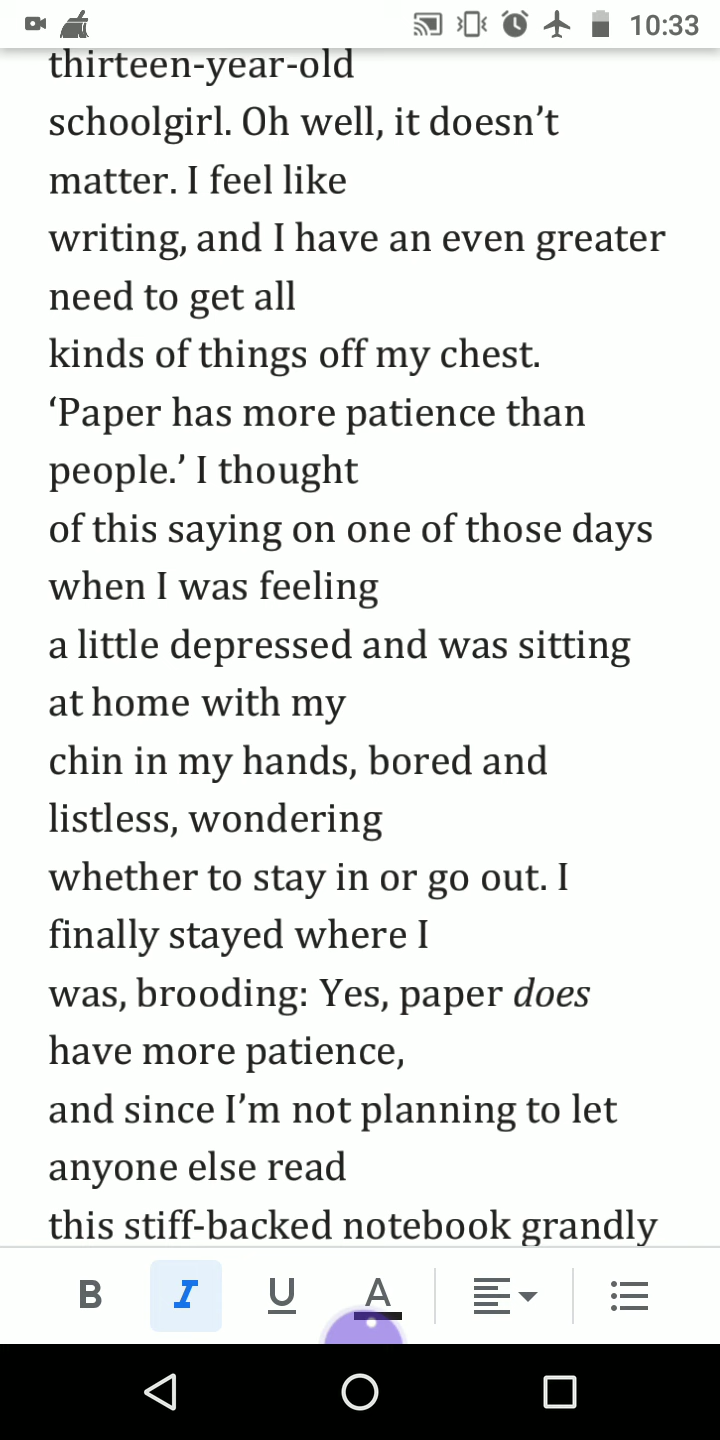 10:33
thirteen-year-old
schoolgirl. Oh well, it doesn’t
matter. I feel like
writing, and I have an even greater
need to get all
kinds of things off my chest.
‘Paper has more patience than
people.’ I thought
of this saying on one of those days
when I was feeling
a little depressed and was sitting
at home with my
chin in my hands, bored and
listless, wondering
whether to stay in or go out. I
finally stayed where I
was, brooding: Yes, paper does
have more patience,
and since I’m not planning to let
anyone else read
this stiff-backed notebook grandly
B I U A